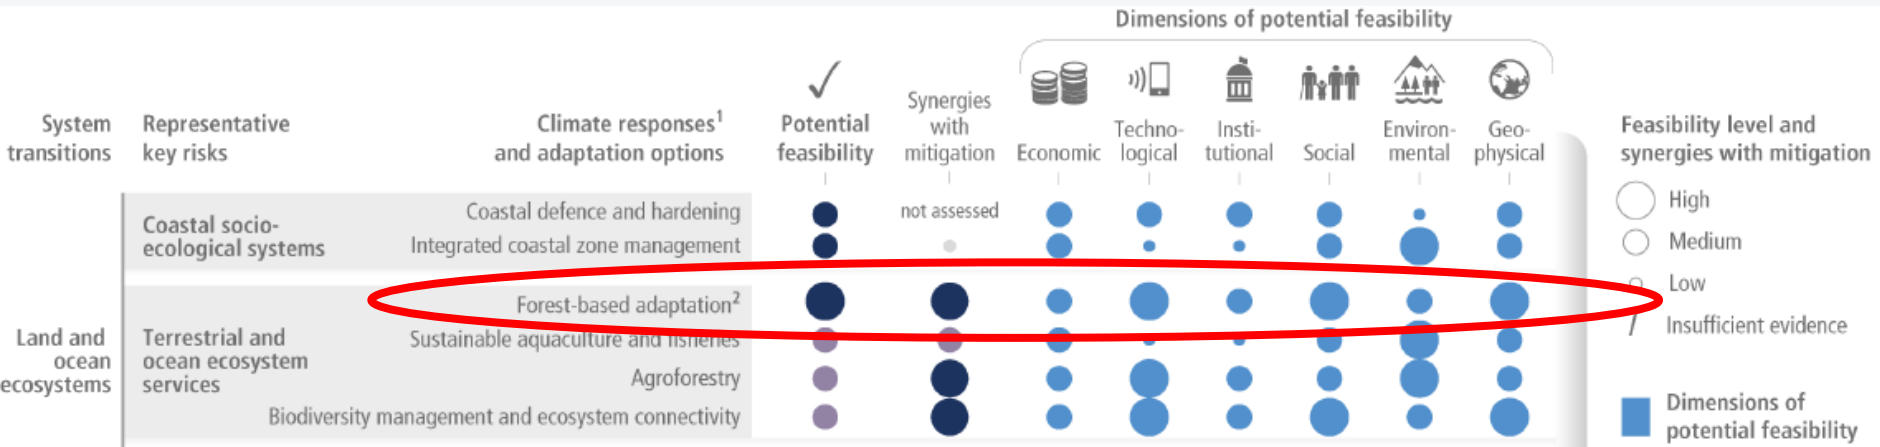 Dimensions of potential feasibility
System
transitions
Representative
key risks
Climate responses¹
and adaptation options
Potential
feasibility
Synergies
with
mitigation
Economic
Techno-
logical
Insti-
tutional
Social
Environ-
mental
Geo-
physical
Feasibility level and
synergies with mitigation
High
Medium
Low
Insufficient evidence
Dimensions of
potential feasibility
Land and
ocean
ecosystems
Coastal socio-
ecological systems
Coastal defence and hardening
not assessed
Integrated coastal zone management
Terrestrial and
ocean ecosystem
services
Forest-based adaptation²
Sustainable aquaculture and fisheries
Agroforestry
Biodiversity management and ecosystem connectivity